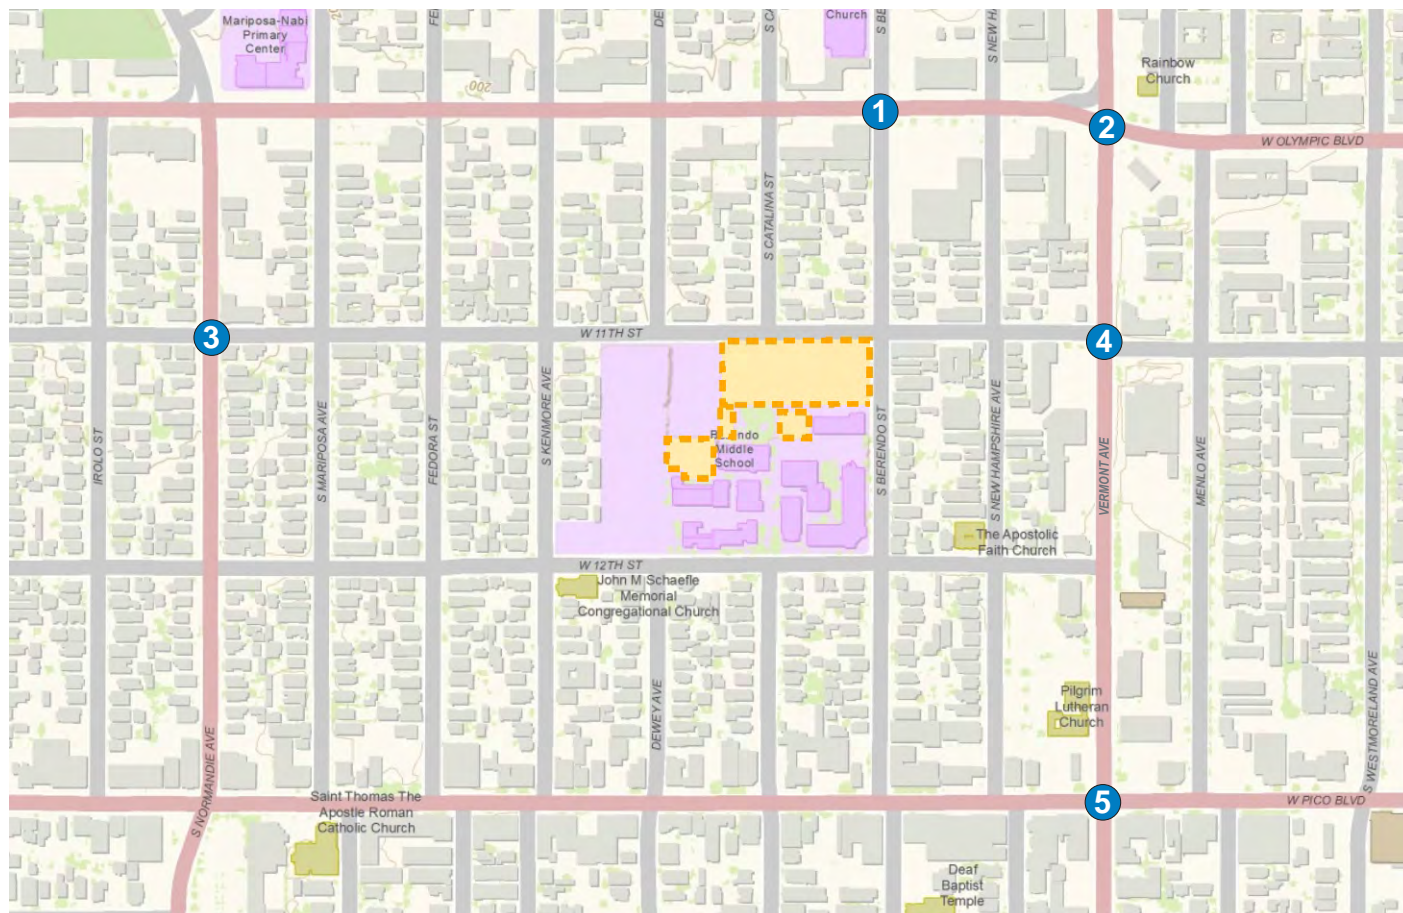 Mariposa-Nabi
Primary
Center
200
Church
Rainbow
Church
1
2
W OLYMPIC BLVD
S CATALINA ST
3
W 11TH ST
4
IROLO ST
S MARIPOSA AVE
FEDORA ST
S KENMORE AVE
Middle
School
S BERENDO ST
S NEW HAMPSHIRE AVE
VERMONT AVE
MENLO AVE
The Apostolic
Faith Church
W 12TH ST
John M Schaefle
Memorial
Congregational Church
Pilgrim
Lutheran
Church
DEWEY AVE
S NORMANDIE AVE
S WESTMORELAND AVE
5
W PICO BLVD
Saint Thomas The
Apostle Roman
Catholic Church
Deaf
Baptist
Temple